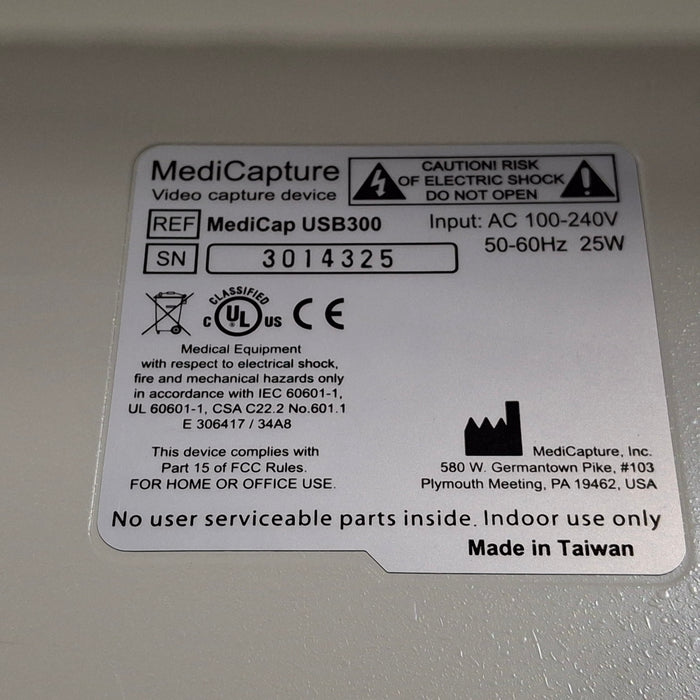 MediCapture
Video capture device
CAUTION! RISK
OF ELECTRIC SHOCK
DO NOT OPEN
REF MediCap USB300
Input: AC 100-240V
50-60Hz 25W
SN 3014325
CLASSIFIED
C UL US CE
Medical Equipment
with respect to electrical shock,
fire and mechanical hazards only
in accordance with IEC 60601-1,
UL 60601-1, CSA C22.2 No.601.1
E 306417 / 34A8
This device complies with
Part 15 of FCC Rules.
FOR HOME OR OFFICE USE.
MediCapture, Inc.
580 W. Germantown Pike, #103
Plymouth Meeting, PA 19462, USA
No user serviceable parts inside. Indoor use only
Made in Taiwan